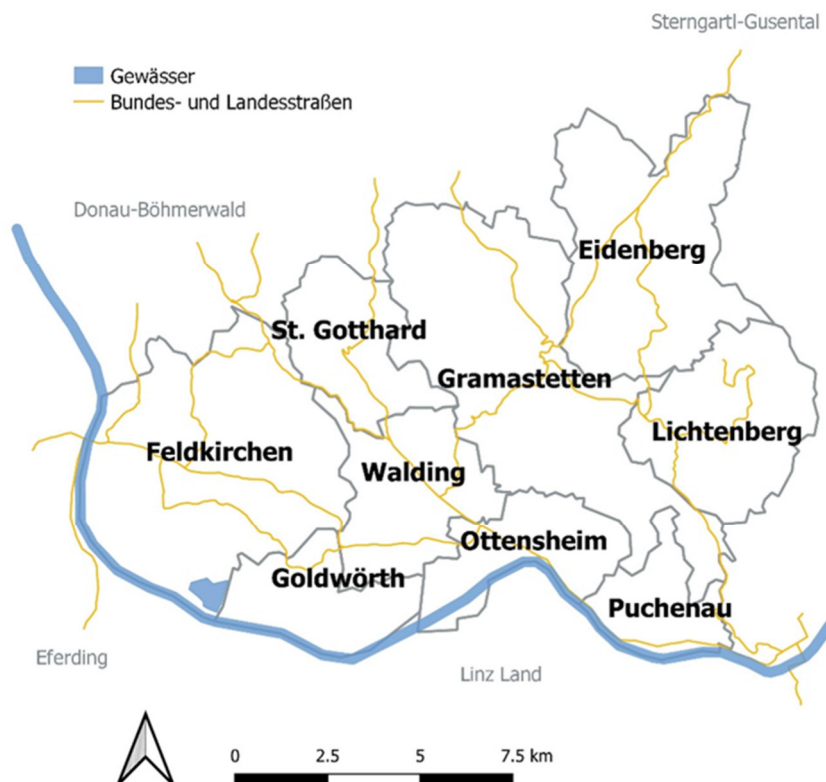 Sterngartl-Gusental
Gewässer
Bundes- und Landesstraßen
Donau-Böhmerwald
Eidenberg
St. Gotthard
Gramastetten
Lichtenberg
Feldkirchen
Walding
Ottensheim
Goldwörth
Puchenau
Eferding
Linz Land
0 2.5 5 7.5 km